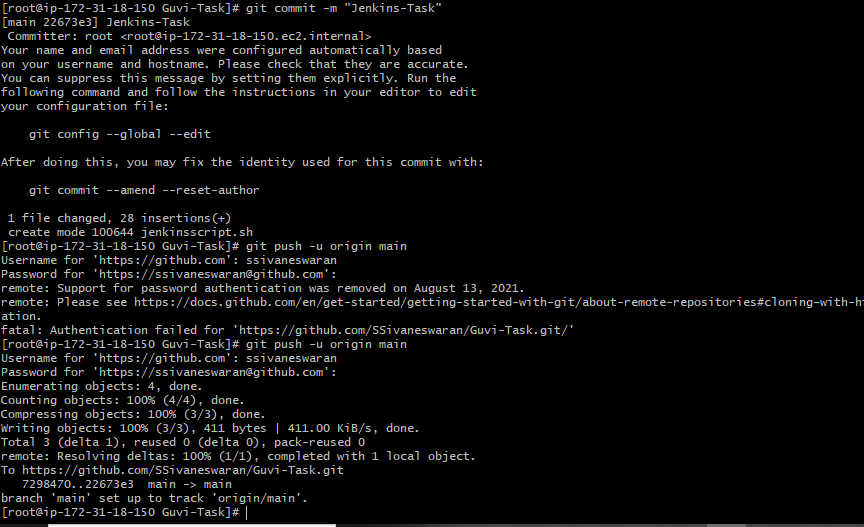 [root@ip-172-31-18-150 Guvi-Task]# git commit -m "Jenkins-Task"
[main 22673e3] Jenkins-Task
 Committer: root <root@ip-172-31-18-150.ec2.internal>
Your name and email address were configured automatically based
on your username and hostname. Please check that they are accurate.
You can suppress this message by setting them explicitly. Run the
following command and follow the instructions in your editor to edit
your configuration file:

    git config --global --edit

After doing this, you may fix the identity used for this commit with:

    git commit --amend --reset-author

 1 file changed, 28 insertions(+)
 create mode 100644 jenkinsscript.sh
[root@ip-172-31-18-150 Guvi-Task]# git push -u origin main
Username for 'https://github.com': ssivaneswaran
Password for 'https://ssivaneswaran@github.com':
remote: Support for password authentication was removed on August 13, 2021.
remote: Please see https://docs.github.com/en/get-started/getting-started-with-git/about-remote-repositories#cloning-with-ht
ation.
fatal: Authentication failed for 'https://github.com/SSivaneswaran/Guvi-Task.git/'
[root@ip-172-31-18-150 Guvi-Task]# git push -u origin main
Username for 'https://github.com': ssivaneswaran
Password for 'https://ssivaneswaran@github.com':
Enumerating objects: 4, done.
Counting objects: 100% (4/4), done.
Compressing objects: 100% (3/3), done.
Writing objects: 100% (3/3), 411 bytes | 411.00 KiB/s, done.
Total 3 (delta 1), reused 0 (delta 0), pack-reused 0
remote: Resolving deltas: 100% (1/1), completed with 1 local object.
To https://github.com/SSivaneswaran/Guvi-Task.git
   7298470..22673e3  main -> main
branch 'main' set up to track 'origin/main'.
[root@ip-172-31-18-150 Guvi-Task]#